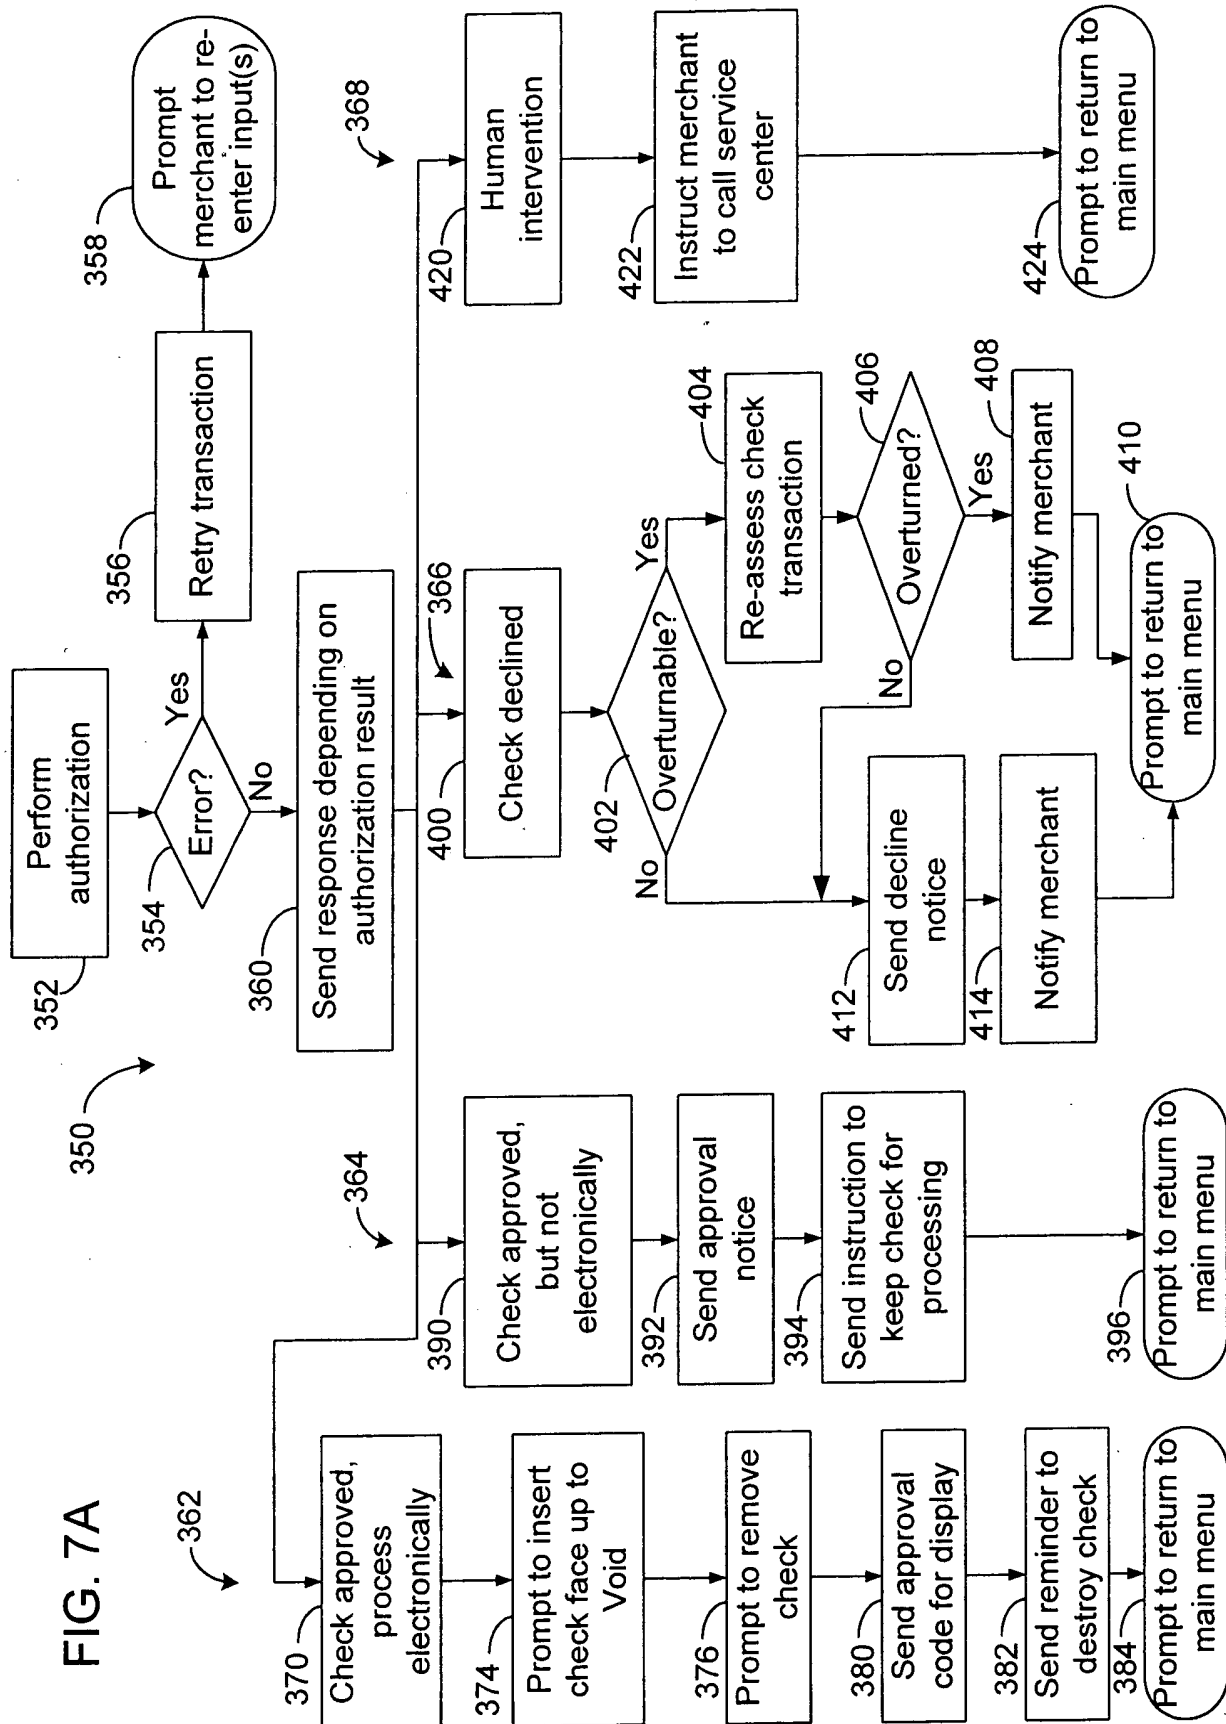 FIG. 7A
350
352
Perform
authorization
354
Error?
Yes
356
Retry transaction
358
Prompt
merchant to re-
enter input(s)
No
360
Send response depending on
authorization result
362
370
Check approved,
process
electronically
374
Prompt to insert
check face up to
Void
376
Prompt to remove
check
380
Send approval
code for display
382
Send reminder to
destroy check
384
Prompt to return to
main menu
364
390
Check approved,
but not
electronically
392
Send approval
notice
394
Send instruction to
keep check for
processing
396
Prompt to return to
main menu
366
400
Check declined
402
Overturnable?
No
Yes
404
Re-assess check
transaction
406
Overturned?
No
Yes
408
Notify merchant
410
Prompt to return to
main menu
412
Send decline
notice
414
Notify merchant
368
420
Human
intervention
422
Instruct merchant
to call service
center
424
Prompt to return to
main menu